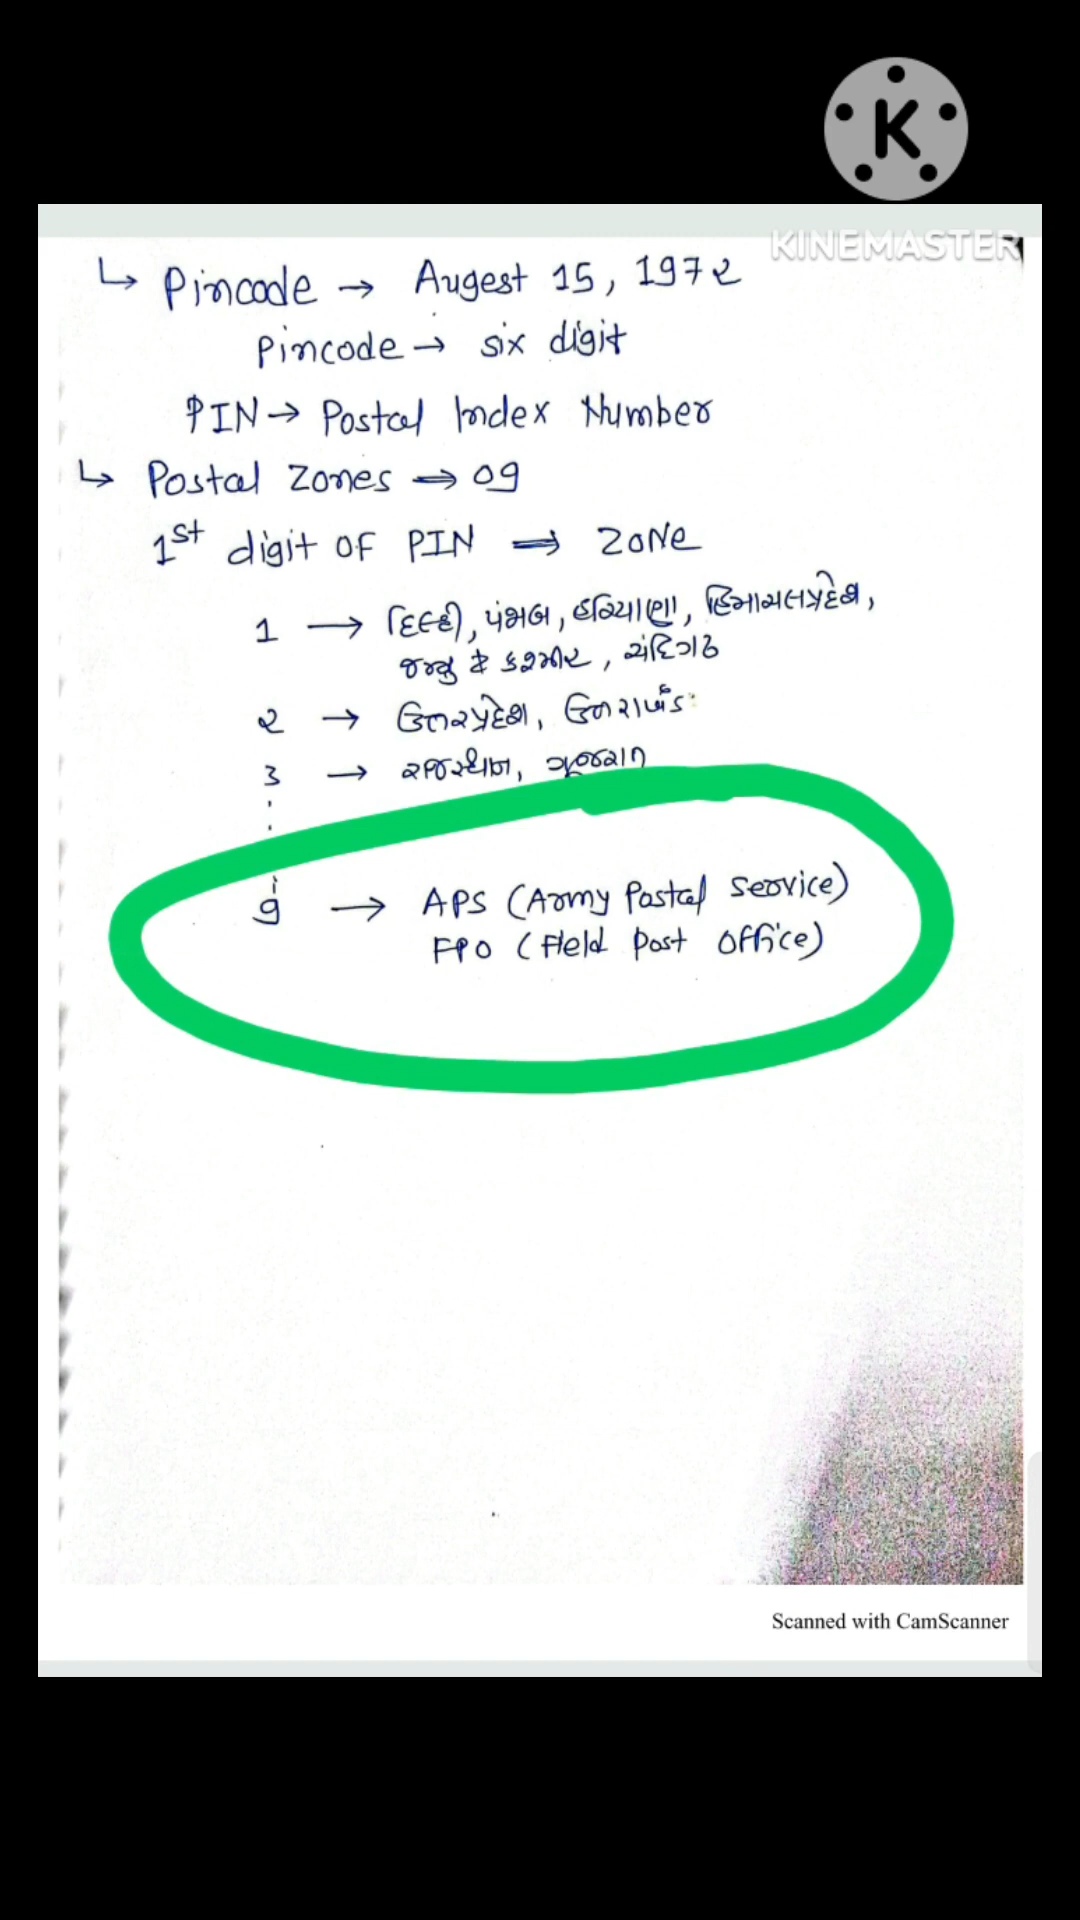 K
KINEMASTER
↳ Pincode → Augest 15, 197૨
Pincode → six digit
PIN → Postal Index Number
↳ Postal Zones ⇒ 09
1st digit OF PIN ⇒ ZONe
1 → દિલ્હી, પંજાબ, હરિયાણા, હિમાચલપ્રદેશ,
જમ્મુ કે કશ્મીર, ચંદિગઢ
૨ → ઉત્તરપ્રદેશ, ઉત્તરાખંડ
3 → રાજસ્થાન, ગુજરાત
9 → APS (Army Postal Service)
FPO (Field Post Office)
Scanned with CamScanner